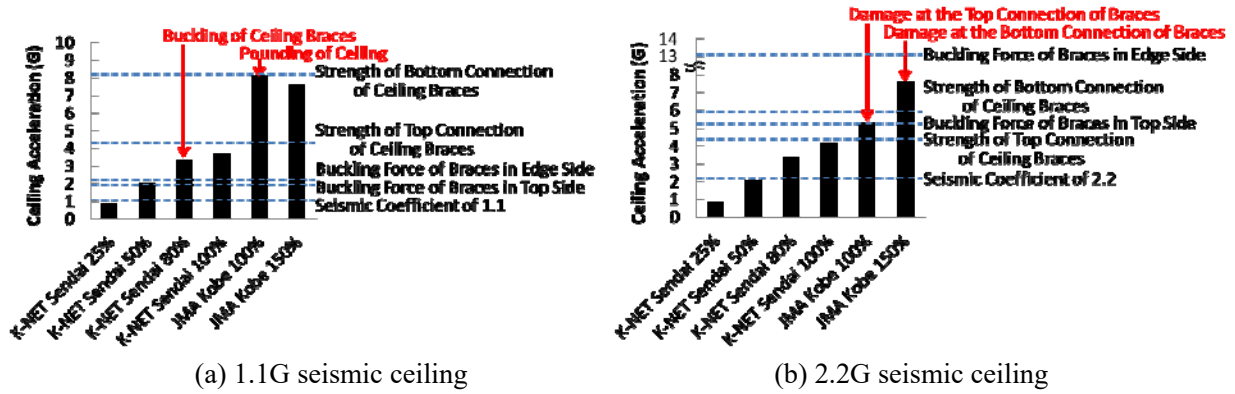 Buckling of Ceiling Braces
Pounding of Ceiling
Ceiling Acceleration (G)
10
9
8
7
6
5
4
3
2
1
0
Strength of Bottom Connection
of Ceiling Braces
Strength of Top Connection
of Ceiling Braces
Buckling Force of Braces in Edge Side
Buckling Force of Braces in Top Side
Seismic Coefficient of 1.1
K-NET Sendai 25%
K-NET Sendai 50%
K-NET Sendai 80%
K-NET Sendai 100%
JMA Kobe 100%
JMA Kobe 150%
(a) 1.1G seismic ceiling
Damage at the Top Connection of Braces
Damage at the Bottom Connection of Braces
Ceiling Acceleration (G)
14
13
8
7
6
5
4
3
2
1
0
Buckling Force of Braces in Edge Side
Strength of Bottom Connection
of Ceiling Braces
Buckling Force of Braces in Top Side
Strength of Top Connection
of Ceiling Braces
Seismic Coefficient of 2.2
K-NET Sendai 25%
K-NET Sendai 50%
K-NET Sendai 80%
K-NET Sendai 100%
JMA Kobe 100%
JMA Kobe 150%
(b) 2.2G seismic ceiling